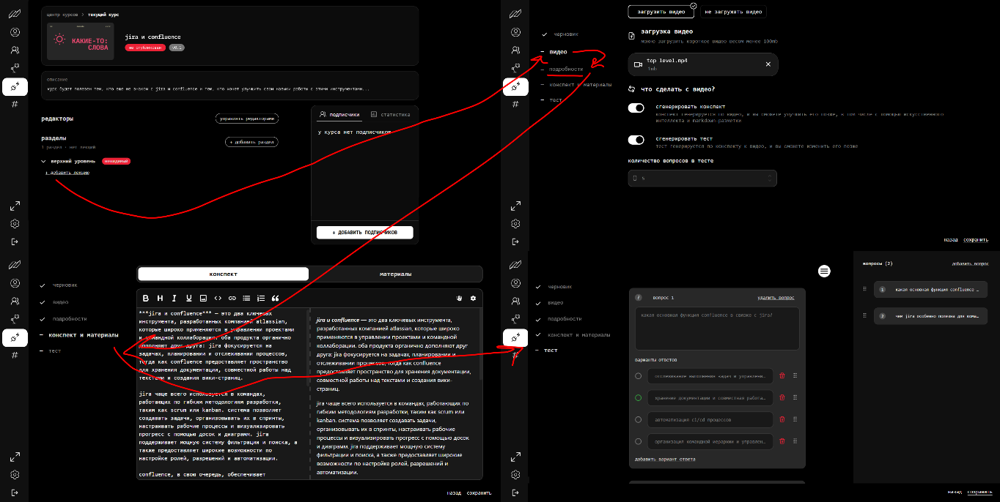 центр курсов > текущий курс
КАКИЕ-ТО:
СЛОВА
jira и confluence
не опубликован v0.1
описание
курс будет полезен тем, кто еще не знаком с jira и confluence и тем, кто хочет улучшить свои навыки работы с этими инструментами...
редакторы
управлять редакторами
разделы
+ добавить раздел
1 раздел · нет лекций
верхний уровень невидимый
+ добавить лекцию
подписчики статистика
у курса нет подписчиков
+ ДОБАВИТЬ ПОДПИСЧИКОВ
загрузить видео не загружать видео
черновик
видео
подробности
конспект и материалы
тест
загрузка видео
можно загрузить короткое видео весом менее 100mb
top level.mp4
1mb
что сделать с видео?
сгенерировать конспект
конспект генерируется по видео, и вы сможете улучшить его позже, в том числе с помощью искусственного
интеллекта и markdown-разметки
сгенерировать тест
тест генерируется по конспекту к видео, и вы сможете изменить его позже
количество вопросов в тесте
5
назад сохранить
черновик
видео
подробности
конспект и материалы
тест
конспект материалы
B H I U
***jira и confluence*** — это два ключевых
инструмента, разработанных компанией atlassian,
которые широко применяются в управлении проектами
и командной коллаборации. оба продукта органично
дополняют друг друга: jira фокусируется на
задачах, планировании и отслеживании процессов,
тогда как confluence предоставляет пространство
для хранения документации, совместной работы над
текстами и создания вики-страниц.
jira чаще всего используется в командах,
работающих по гибким методологиям разработки,
таким как scrum или kanban. система позволяет
создавать задачи, организовывать их в спринты,
настраивать рабочие процессы и визуализировать
прогресс с помощью досок и диаграмм. jira
поддерживает мощную систему фильтрации и поиска, а
также предоставляет широкие возможности по
настройке ролей, разрешений и автоматизации.
confluence, в свою очередь, обеспечивает
jira и confluence — это два ключевых инструмента,
разработанных компанией atlassian, которые широко
применяются в управлении проектами и командной
коллаборации. оба продукта органично дополняют друг
друга: jira фокусируется на задачах, планировании и
отслеживании процессов, тогда как confluence
предоставляет пространство для хранения документации,
совместной работы над текстами и создания вики-
страниц.
jira чаще всего используется в командах, работающих по
гибким методологиям разработки, таким как scrum или
kanban. система позволяет создавать задачи,
организовывать их в спринты, настраивать рабочие
процессы и визуализировать прогресс с помощью досок
и диаграмм. jira поддерживает мощную систему
фильтрации и поиска, а также предоставляет широкие
возможности по настройке ролей, разрешений и
автоматизации.
назад сохранить
черновик
видео
подробности
конспект и материалы
тест
? вопрос 1 удалить вопрос
какая основная функция confluence в связке с jira?
варианты ответов
отслеживание выполнения задач и управлени…
хранение документации и совместная работа…
автоматизация ci/cd процессов
организация командной иерархии и управлен…
добавить вариант ответа
вопросы (2) добавить вопрос
1 какая основная функция confluence …
2 чем jira особенно полезна для кома…
назад сохранить